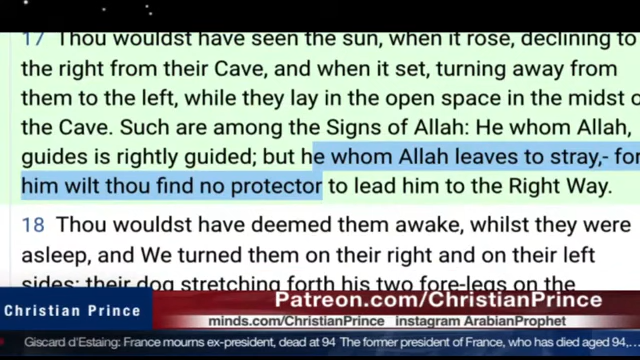 17 Thou wouldst have seen the sun, when it rose, declining to
the right from their Cave, and when it set, turning away from
them to the left, while they lay in the open space in the midst o
the Cave. Such are among the Signs of Allah: He whom Allah,
guides is rightly guided; but he whom Allah leaves to stray,- for
him wilt thou find no protector to lead him to the Right Way.
18 Thou wouldst have deemed them awake, whilst they were
asleep, and We turned them on their right and on their left
sides: their dog stretching forth his two fore-legs on the
Christian Prince
Patreon.com/ChristianPrince
minds.com/ChristianPrince instagram ArabianProphet
Giscard d'Estaing: France mourns ex-president, dead at 94 The former president of France, who has died aged 94,...